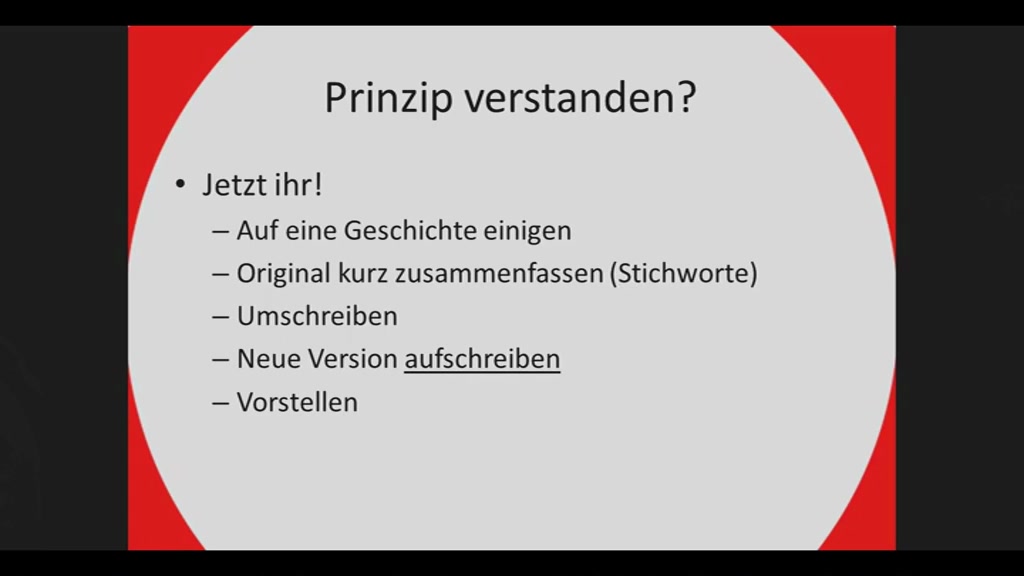 Prinzip verstanden?
• Jetzt ihr!
– Auf eine Geschichte einigen
– Original kurz zusammenfassen (Stichworte)
– Umschreiben
– Neue Version aufschreiben
– Vorstellen